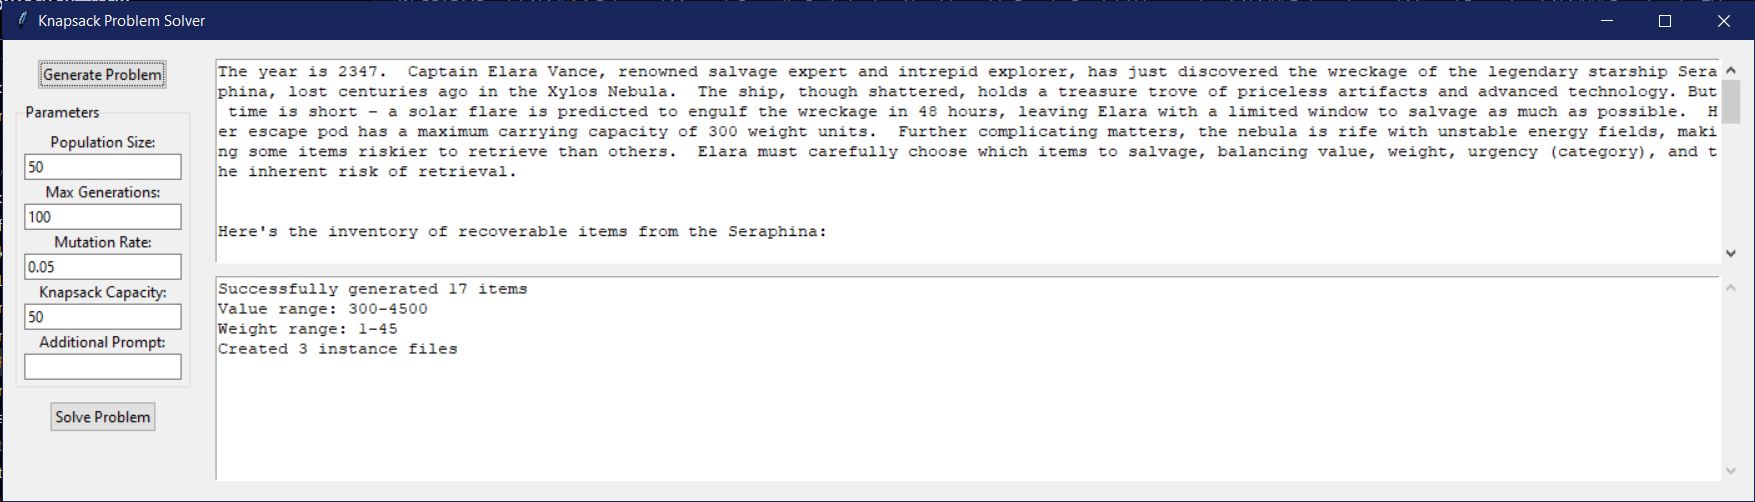 Knapsack Problem Solver
Generate Problem
Parameters
Population Size:
50
Max Generations:
100
Mutation Rate:
0.05
Knapsack Capacity:
50
Additional Prompt:
Solve Problem
The year is 2347.  Captain Elara Vance, renowned salvage expert and intrepid explorer, has just discovered the wreckage of the legendary starship Sera
phina, lost centuries ago in the Xylos Nebula.  The ship, though shattered, holds a treasure trove of priceless artifacts and advanced technology. But
time is short – a solar flare is predicted to engulf the wreckage in 48 hours, leaving Elara with a limited window to salvage as much as possible.  H
er escape pod has a maximum carrying capacity of 300 weight units.  Further complicating matters, the nebula is rife with unstable energy fields, maki
ng some items riskier to retrieve than others.  Elara must carefully choose which items to salvage, balancing value, weight, urgency (category), and t
he inherent risk of retrieval.
Here's the inventory of recoverable items from the Seraphina:
Successfully generated 17 items
Value range: 300-4500
Weight range: 1-45
Created 3 instance files